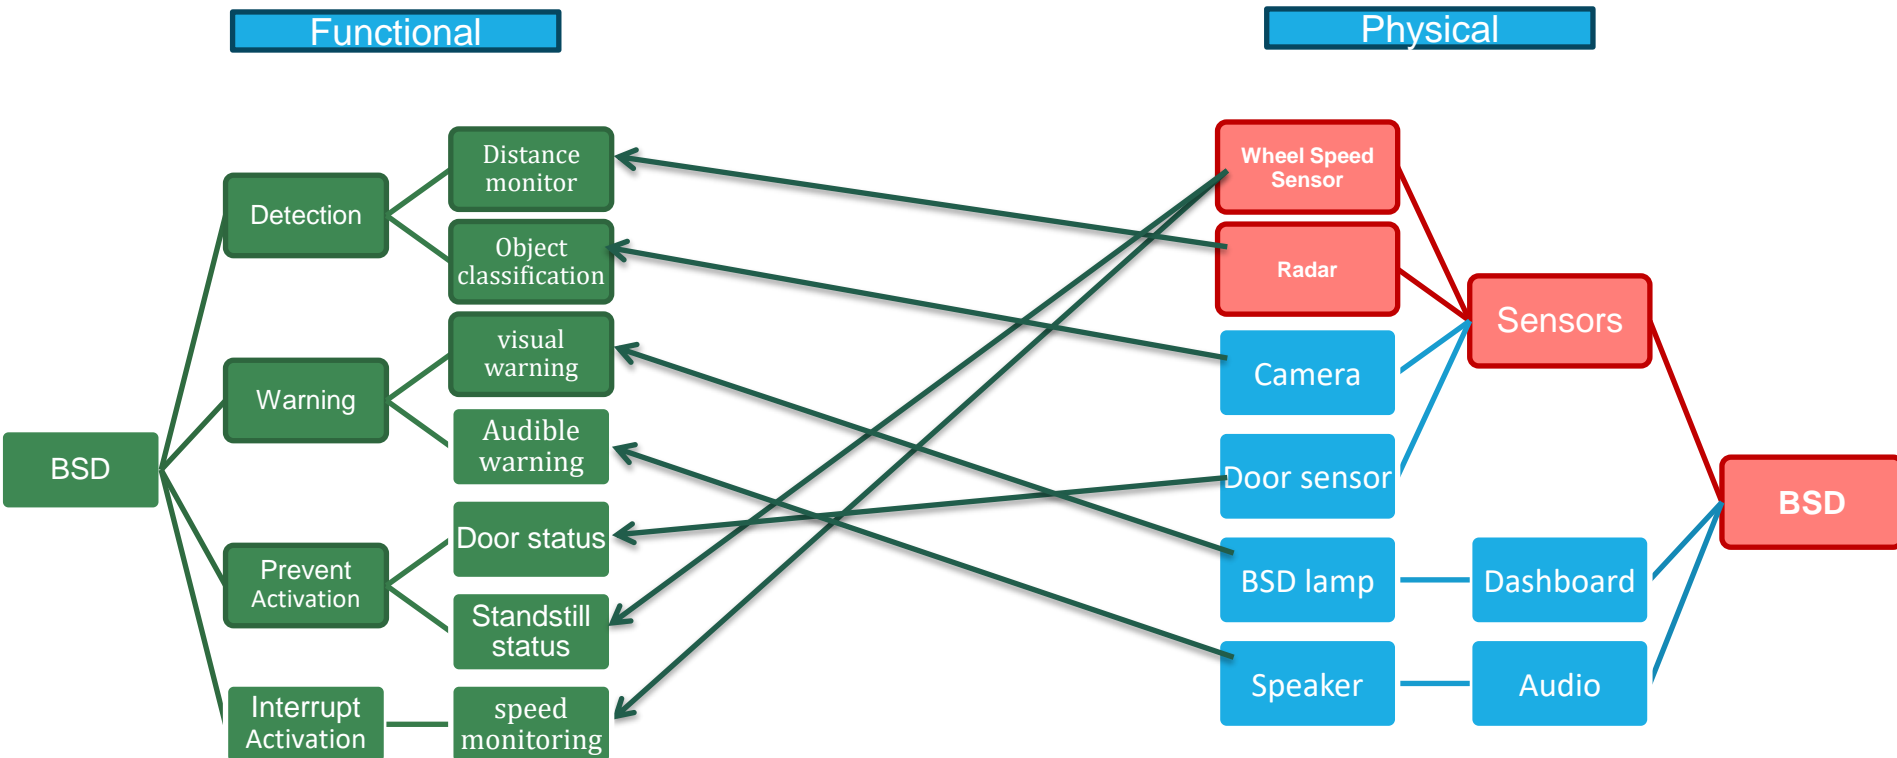 Functional
Physical
BSD
Detection
Warning
Prevent
Activation
Interrupt
Activation
Distance
monitor
Object
classification
visual
warning
Audible
warning
Door status
Standstill
status
speed
monitoring
Wheel Speed
Sensor
Radar
Camera
Door sensor
BSD lamp
Speaker
Sensors
Dashboard
Audio
BSD